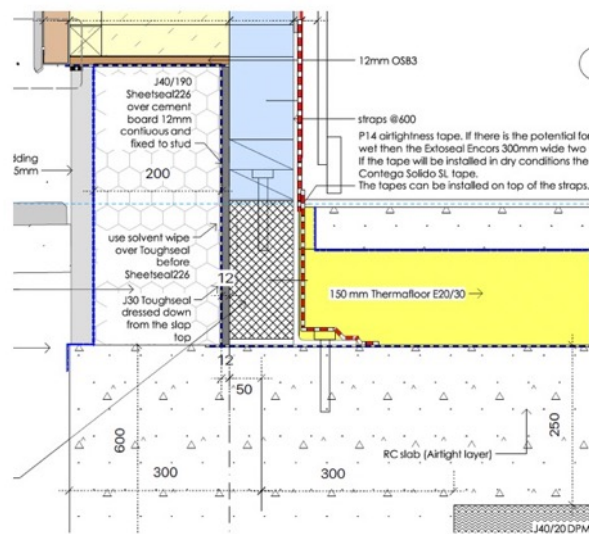 12mm OSB3
J40/190
Sheetseal226
over cement
board 12mm
contiuous and
fixed to stud
straps @600
P14 airtightness tape. If there is the potential for
wet then the Extoseal Encors 300mm wide two
If the tape will be installed in dry conditions the
Contega Solido SL tape.
The tapes can be installed on top of the straps.
dding
5mm
200
use solvent wipe
over Toughseal
before
Sheetseal226
12
J30 Toughseal
dressed down
from the slap
top
150 mm Thermafloor E20/30
12
50
600
300
300
250
RC slab (Airtight layer)
J40/20 DPM